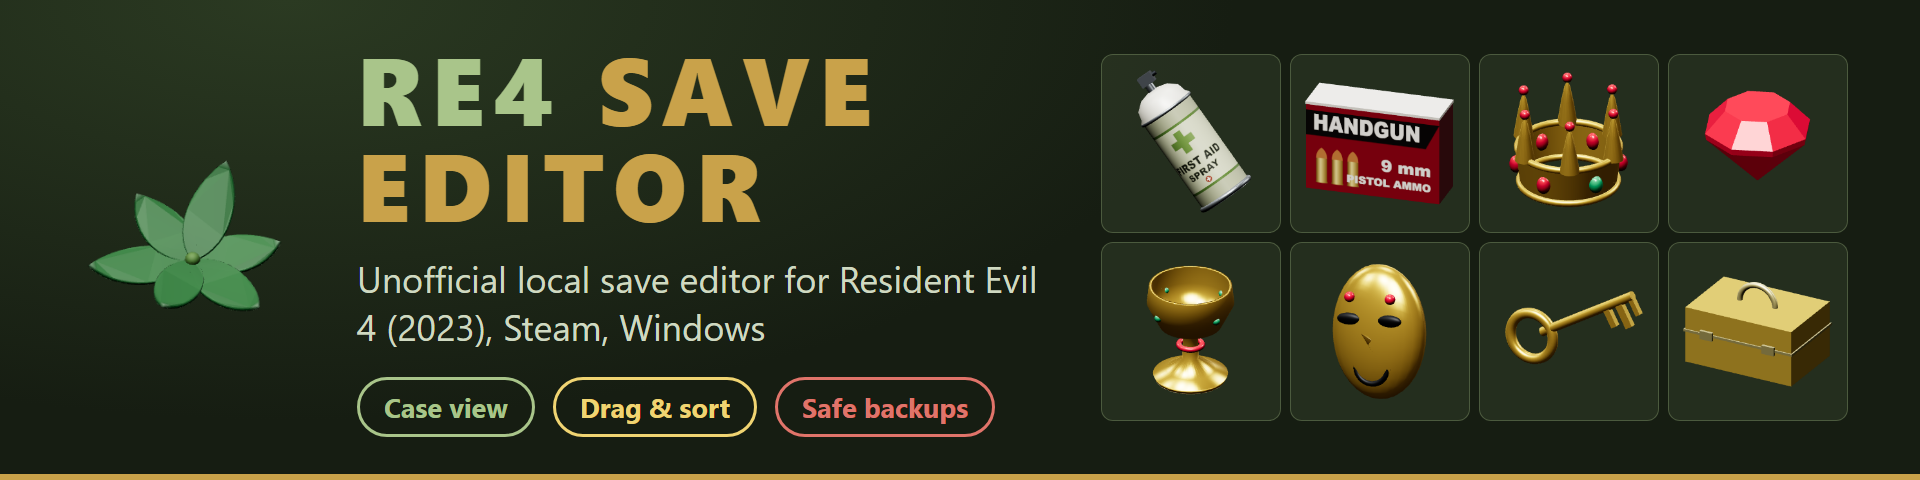 RE4 SAVE
EDITOR
Unofficial local save editor for Resident Evil
4 (2023), Steam, Windows
Case view
Drag & sort
Safe backups
FIRST AID
SPRAY
HANDGUN
9 mm
PISTOL AMMO